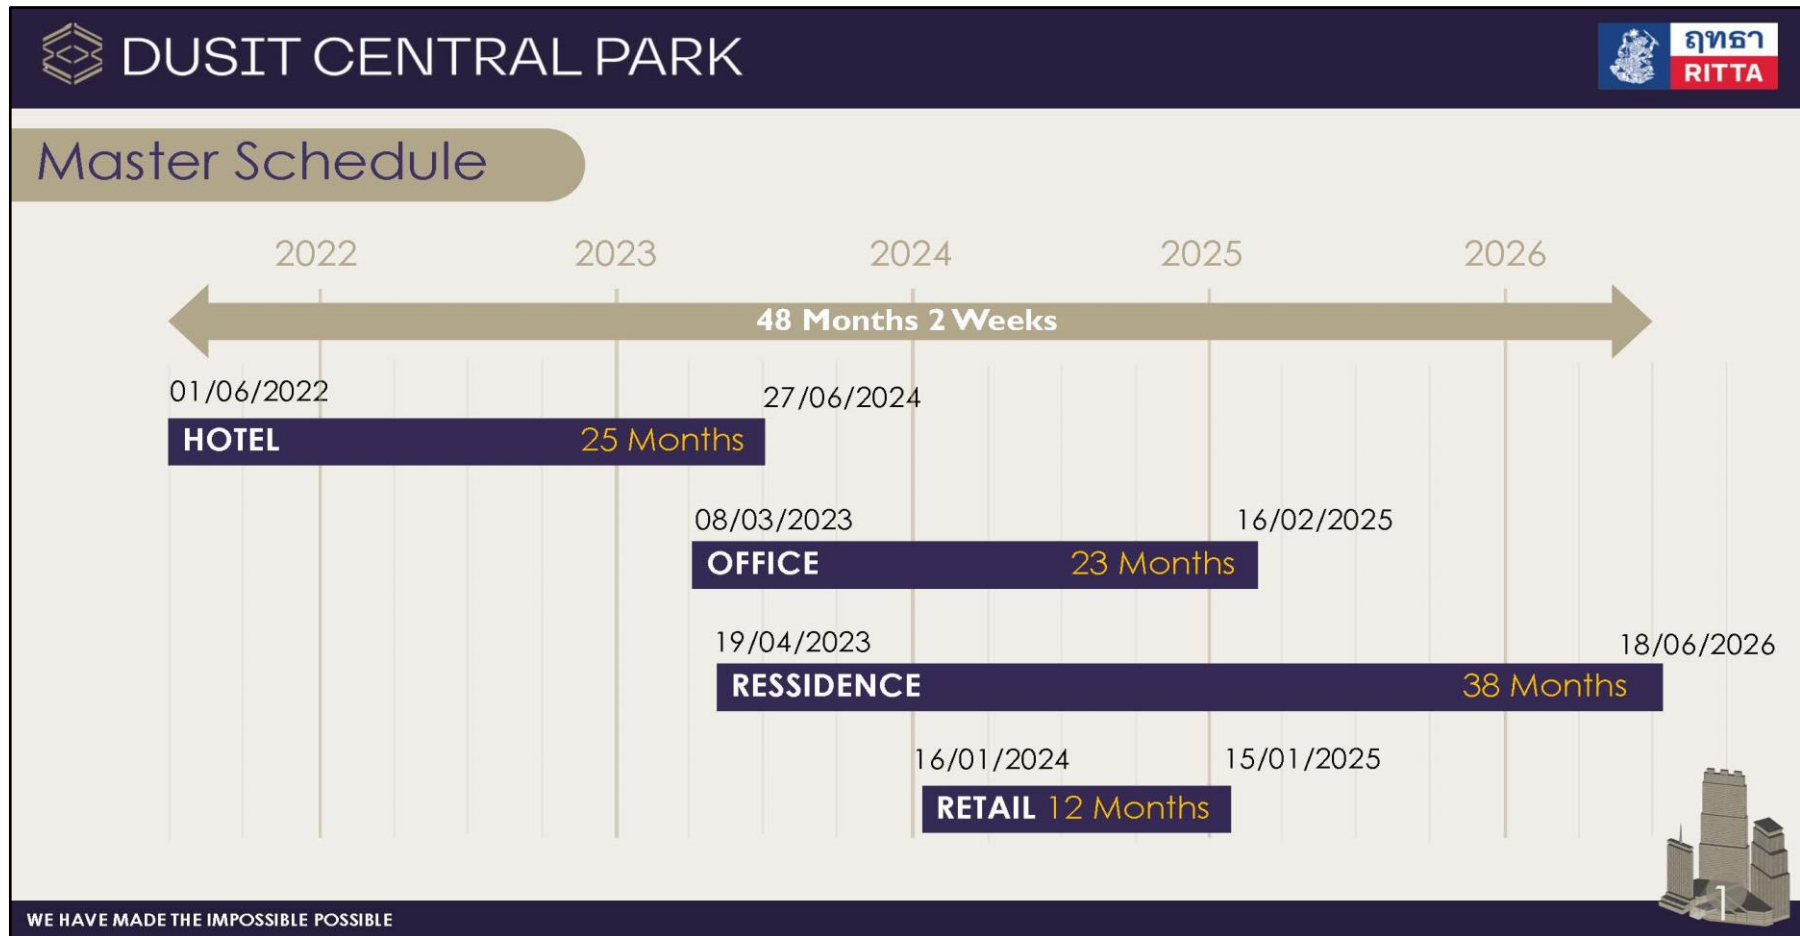 DUSIT CENTRAL PARK
ฤทธา
RITTA
Master Schedule
2022 2023 2024 2025 2026
48 Months 2 Weeks
01/06/2022 27/06/2024
HOTEL 25 Months
08/03/2023 16/02/2025
OFFICE 23 Months
19/04/2023 18/06/2026
RESSIDENCE 38 Months
16/01/2024 15/01/2025
RETAIL 12 Months
1
WE HAVE MADE THE IMPOSSIBLE POSSIBLE